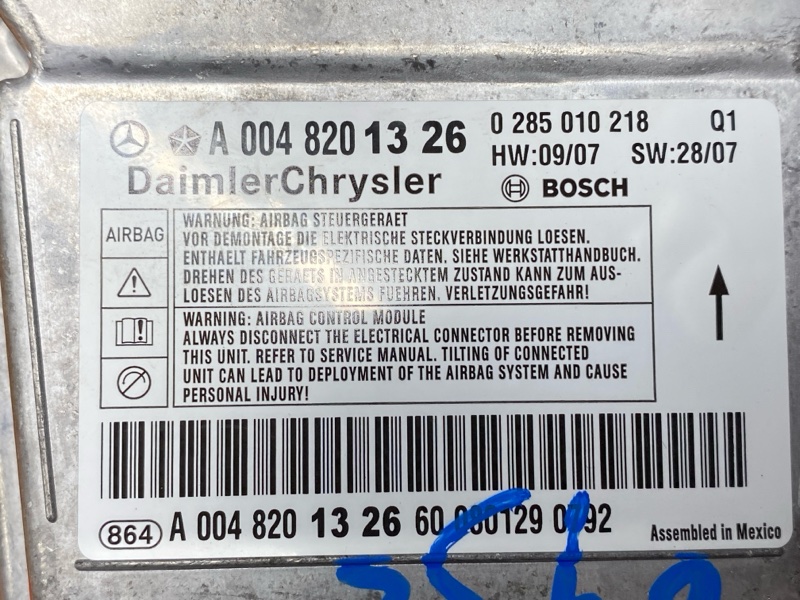 A 004 820 13 26
0 285 010 218 Q1
HW:09/07 SW:28/07
DaimlerChrysler
BOSCH
AIRBAG
WARNUNG: AIRBAG STEUERGERAET
VOR DEMONTAGE DIE ELEKTRISCHE STECKVERBINDUNG LOESEN.
ENTHAELT FAHRZEUGSPEZIFISCHE DATEN. SIEHE WERKSTATTHANDBUCH.
DREHEN DES GERAETS IN ANGESTECKTEM ZUSTAND KANN ZUM AUS-
LOESEN DES AIRBAGSYSTEMS FUEHREN. VERLETZUNGSGEFAHR!
WARNING: AIRBAG CONTROL MODULE
ALWAYS DISCONNECT THE ELECTRICAL CONNECTOR BEFORE REMOVING
THIS UNIT. REFER TO SERVICE MANUAL. TILTING OF CONNECTED
UNIT CAN LEAD TO DEPLOYMENT OF THE AIRBAG SYSTEM AND CAUSE
PERSONAL INJURY!
864 A 004 820 13 26 60
Assembled in Mexico